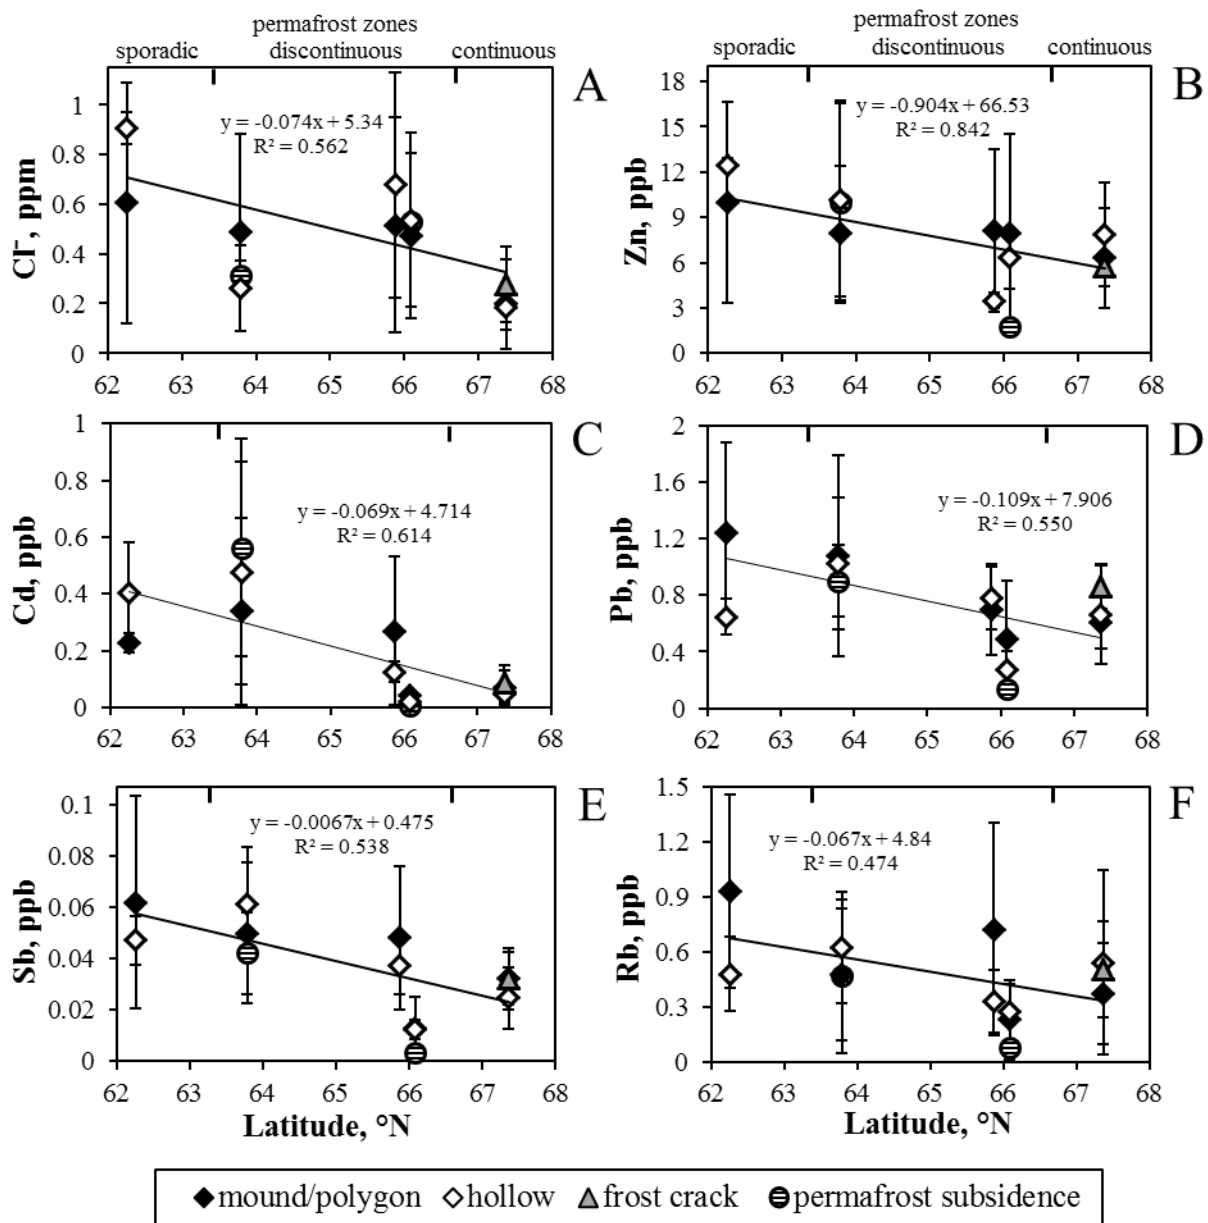 permafrost zones
sporadic discontinuous continuous
permafrost zones
sporadic discontinuous continuous
A
y = -0.074x + 5.34
R² = 0.562
Cl⁻, ppm
1
0.8
0.6
0.4
0.2
0
62 63 64 65 66 67 68
B
y = -0.904x + 66.53
R² = 0.842
Zn, ppb
18
15
12
9
6
3
0
62 63 64 65 66 67 68
C
y = -0.069x + 4.714
R² = 0.614
Cd, ppb
1
0.8
0.6
0.4
0.2
0
62 63 64 65 66 67 68
D
y = -0.109x + 7.906
R² = 0.550
Pb, ppb
2
1.6
1.2
0.8
0.4
0
62 63 64 65 66 67 68
E
y = -0.0067x + 0.475
R² = 0.538
Sb, ppb
0.1
0.08
0.06
0.04
0.02
0
62 63 64 65 66 67 68
Latitude, °N
F
y = -0.067x + 4.84
R² = 0.474
Rb, ppb
1.5
1.2
0.9
0.6
0.3
0
62 63 64 65 66 67 68
Latitude, °N
mound/polygon hollow frost crack permafrost subsidence